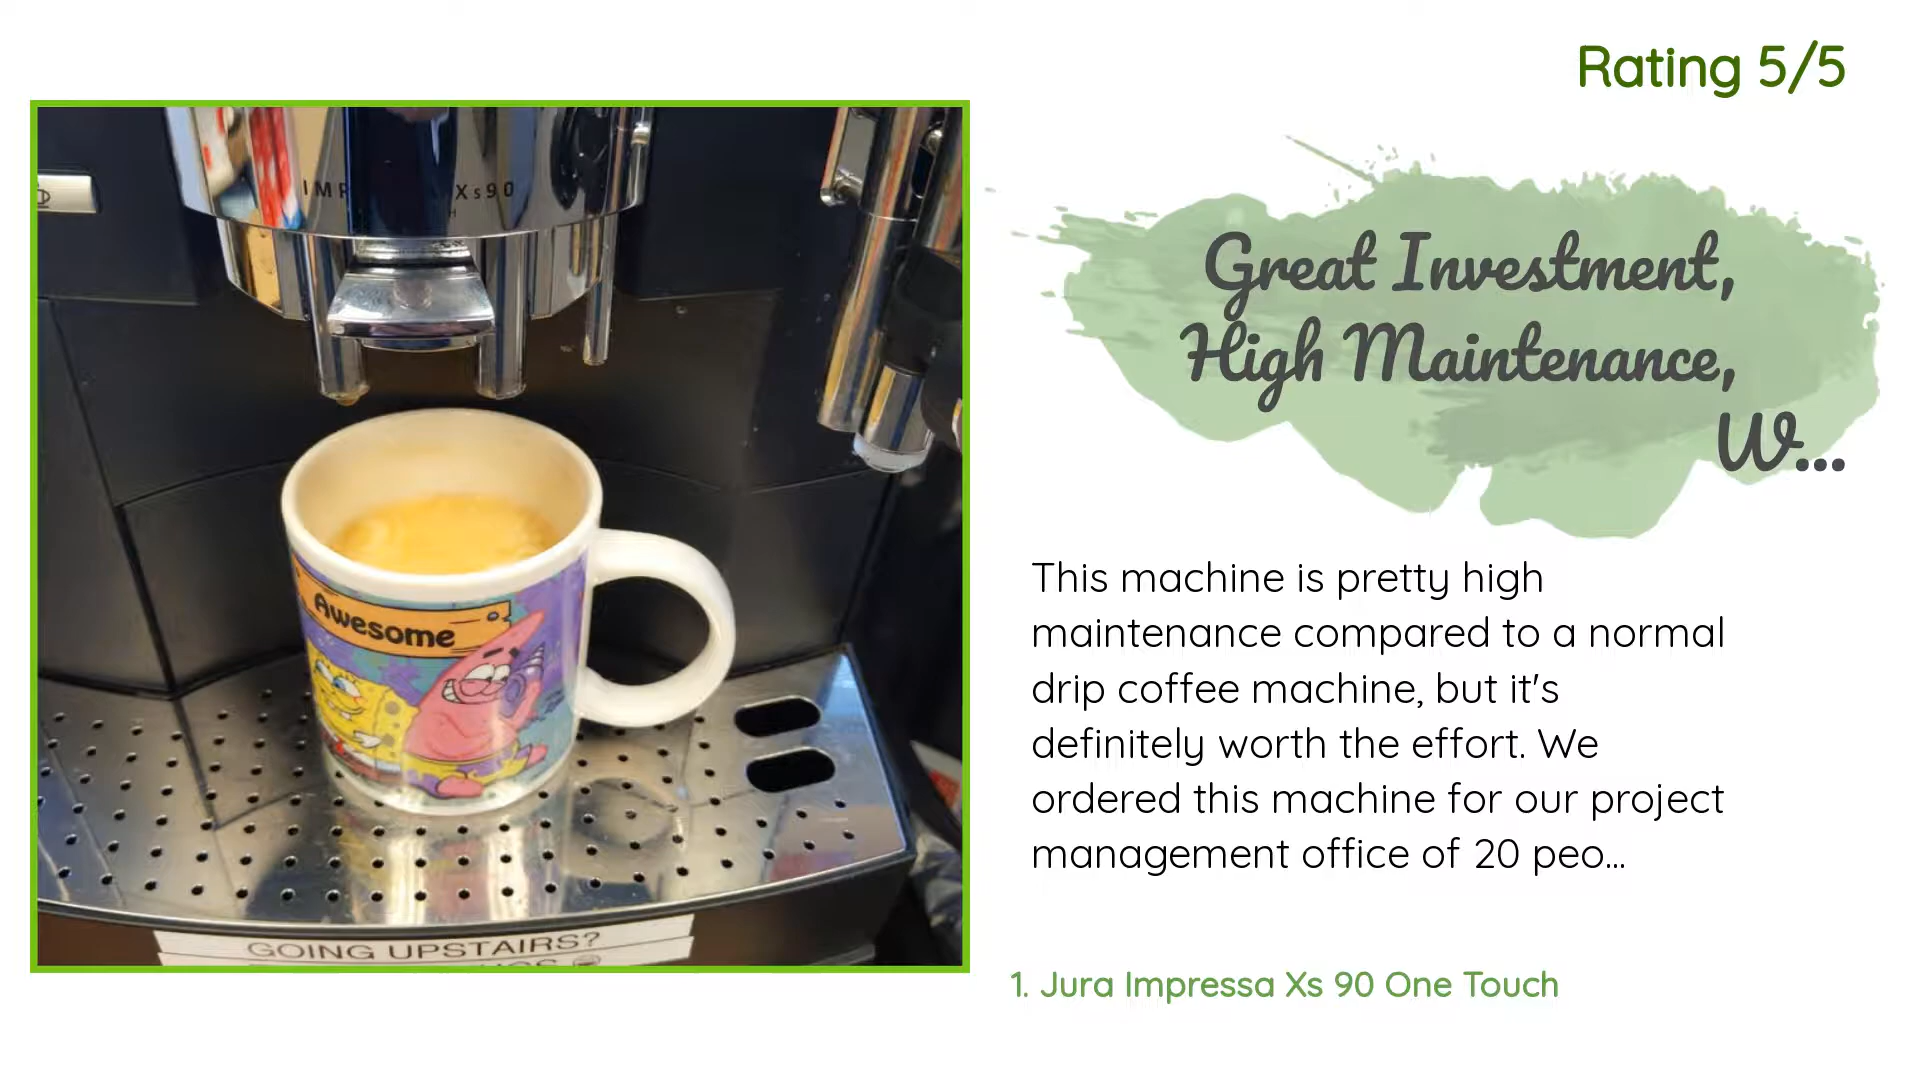 Rating 5/5
Great Investment,
High Maintenance,
W...
This machine is pretty high
maintenance compared to a normal
drip coffee machine, but it's
definitely worth the effort. We
ordered this machine for our project
management office of 20 peo...
1. Jura Impressa Xs 90 One Touch
Xs90
Awesome
GOING UPSTAIRS?